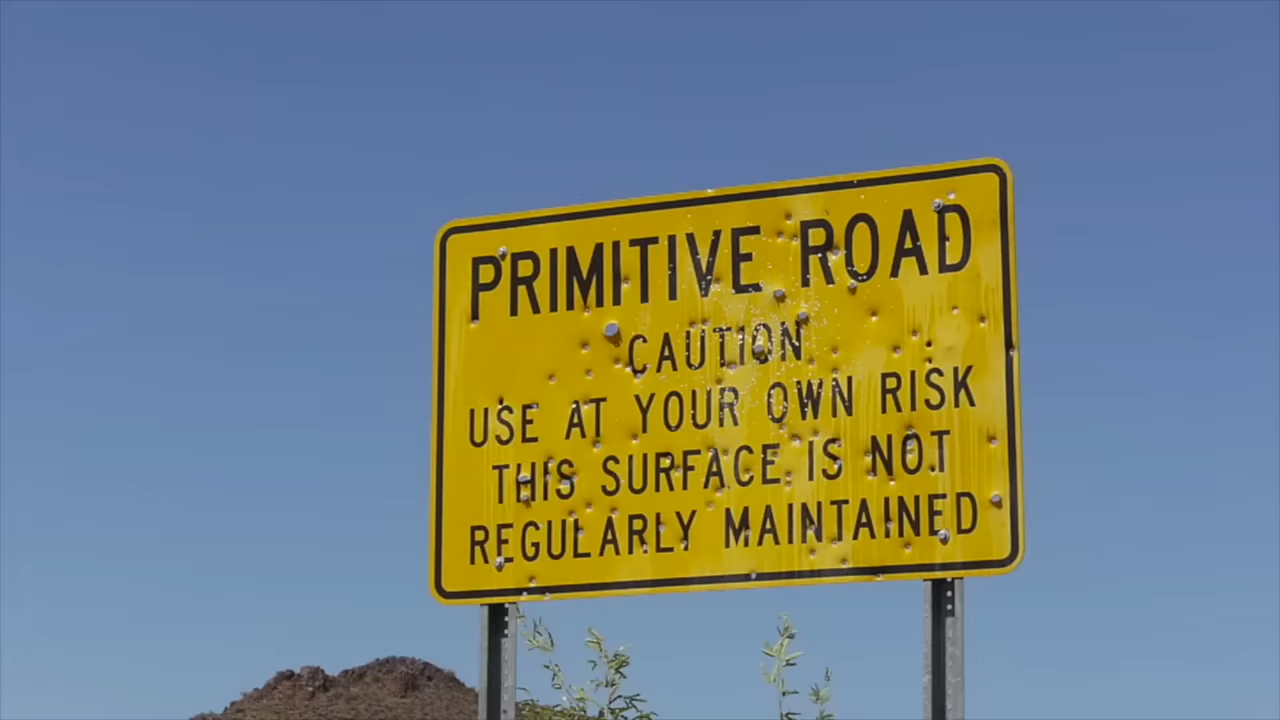 PRIMITIVE ROAD
CAUTION
USE AT YOUR OWN RISK
THIS SURFACE IS NOT
REGULARLY MAINTAINED